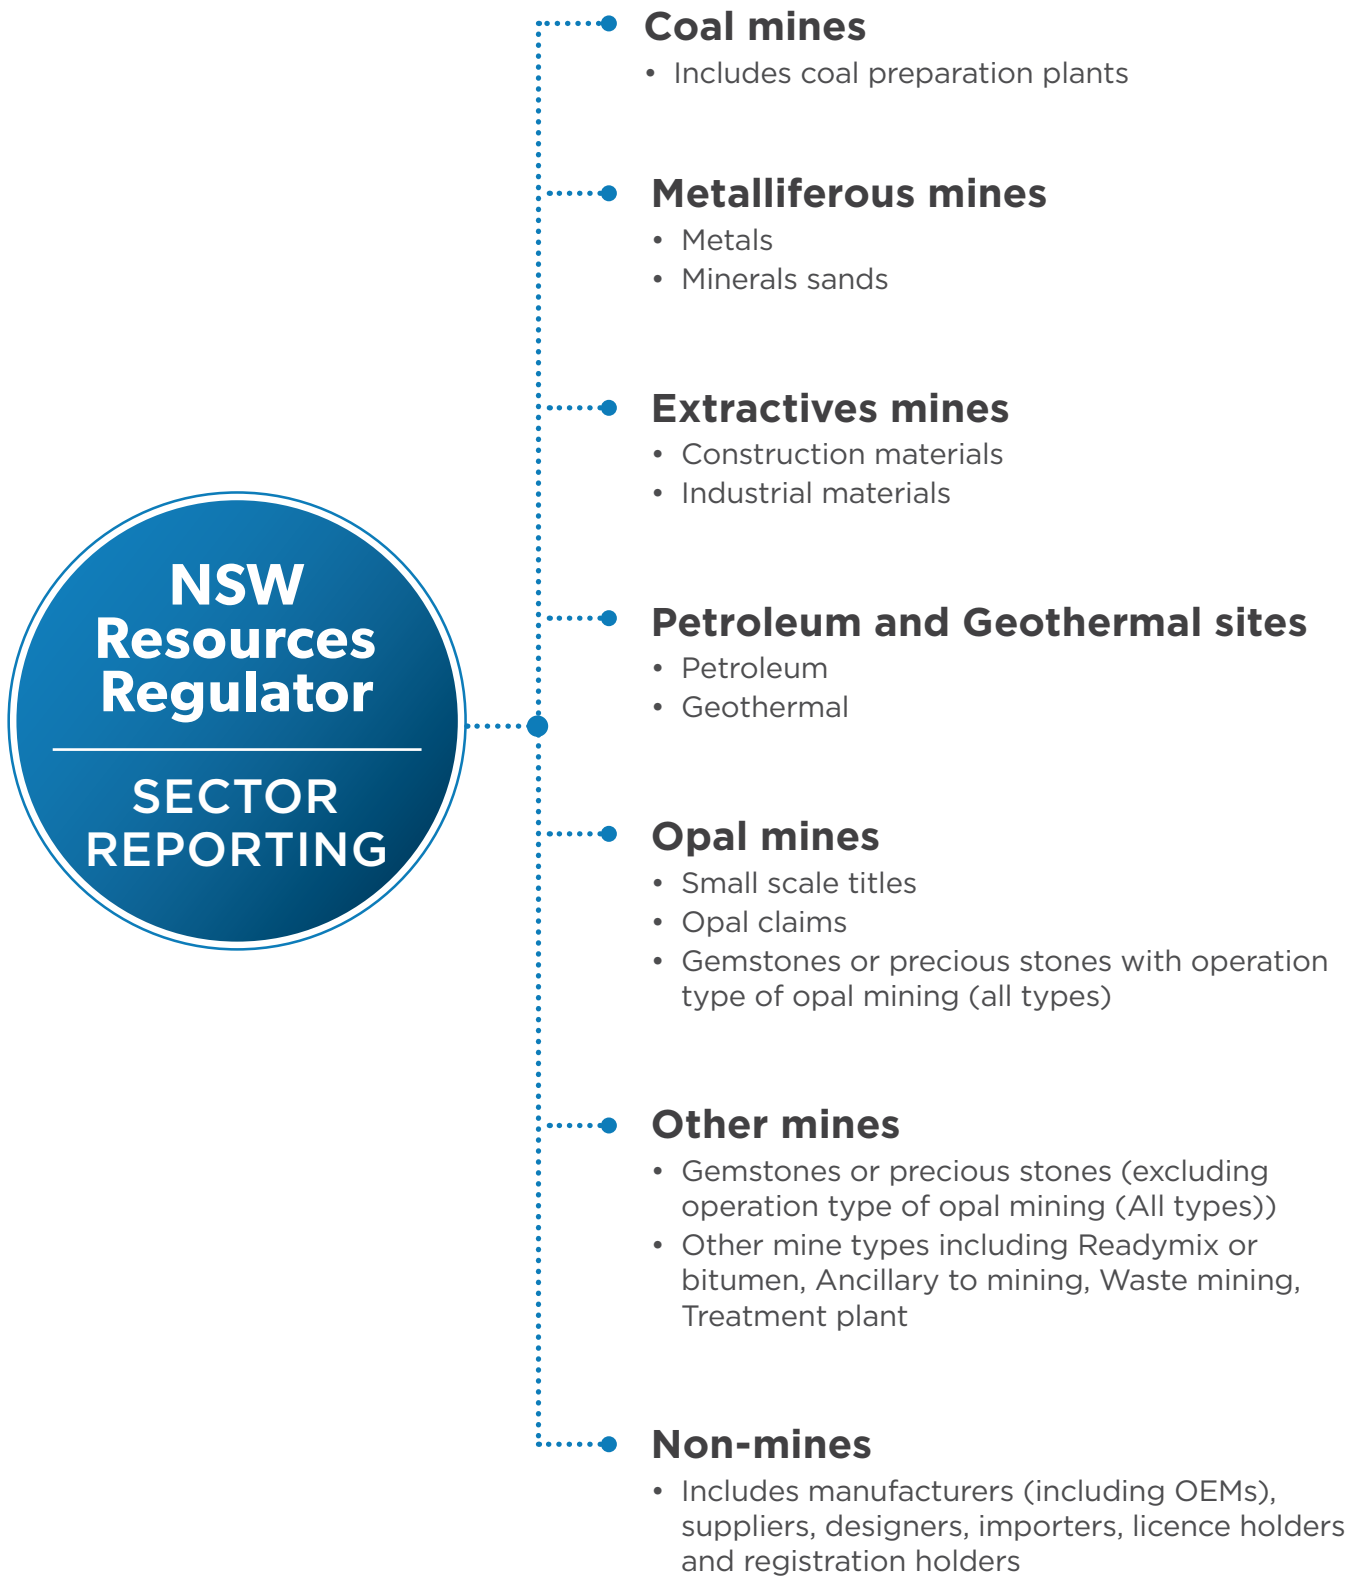 NSW
Resources
Regulator
SECTOR
REPORTING
Coal mines
• Includes coal preparation plants
Metalliferous mines
• Metals
• Minerals sands
Extractives mines
• Construction materials
• Industrial materials
Petroleum and Geothermal sites
• Petroleum
• Geothermal
Opal mines
• Small scale titles
• Opal claims
• Gemstones or precious stones with operation
type of opal mining (all types)
Other mines
• Gemstones or precious stones (excluding
operation type of opal mining (All types))
• Other mine types including Readymix or
bitumen, Ancillary to mining, Waste mining,
Treatment plant
Non-mines
• Includes manufacturers (including OEMs),
suppliers, designers, importers, licence holders
and registration holders